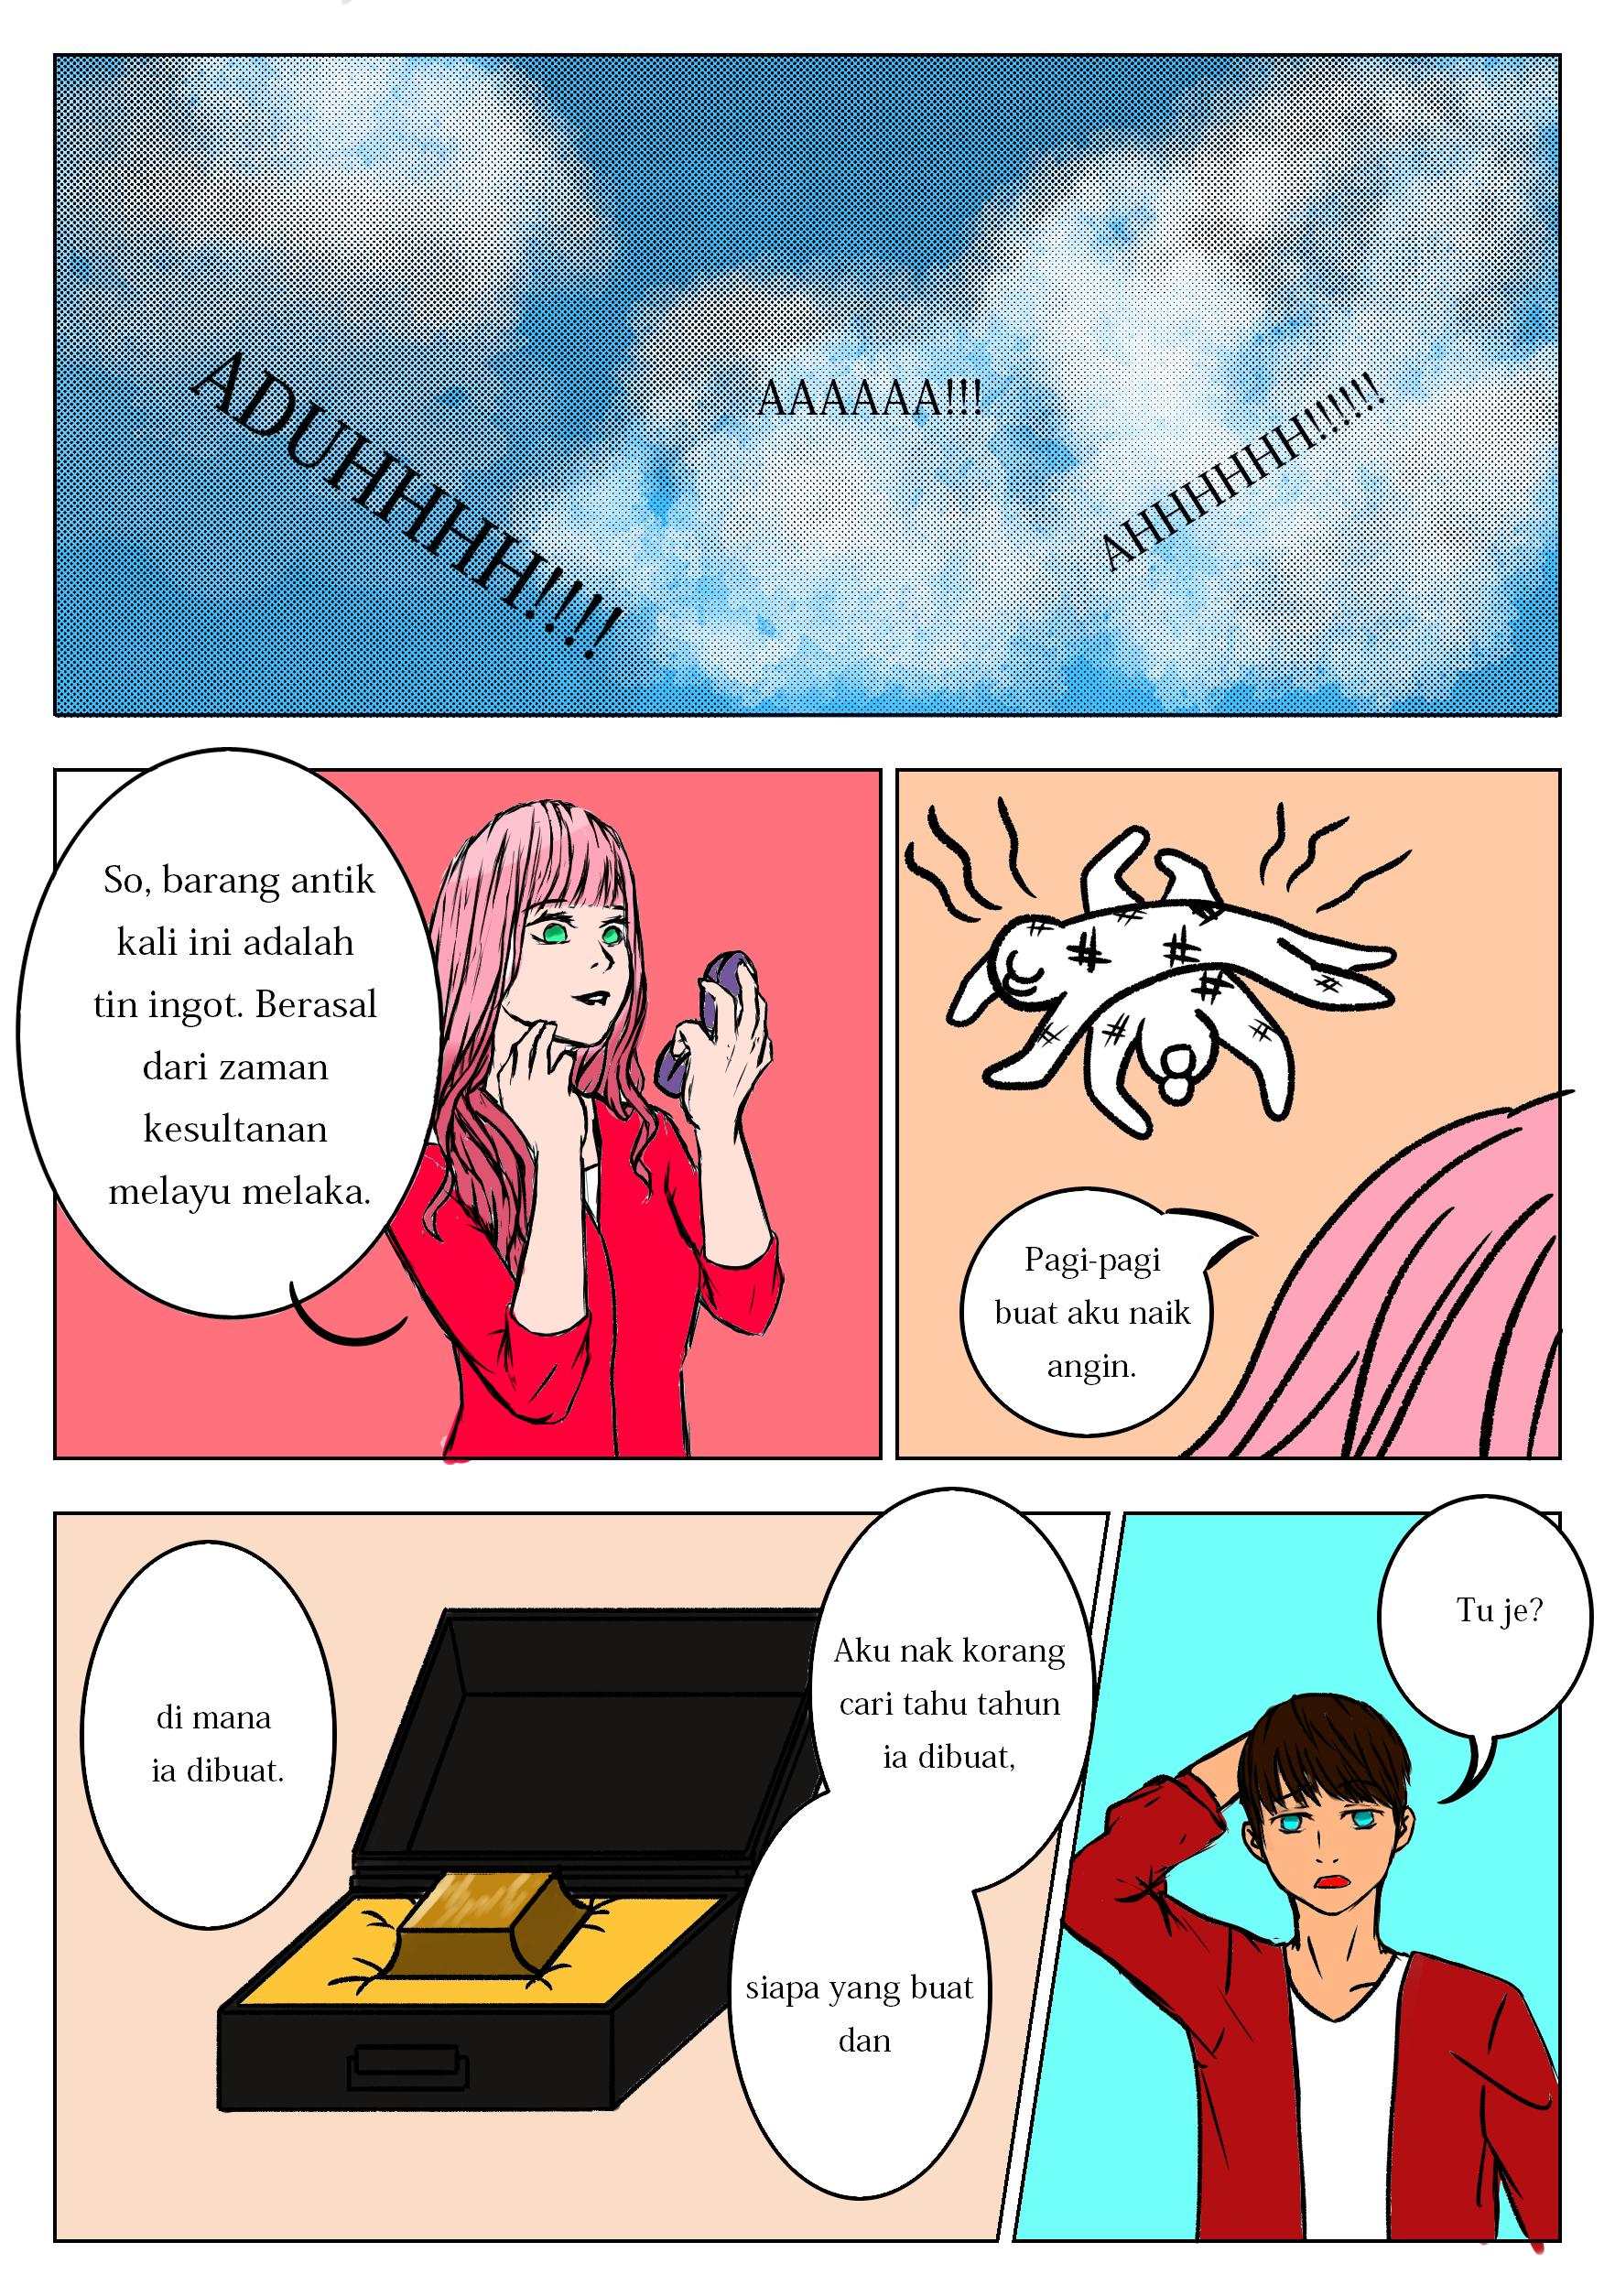 AAHHHHHH!!!!!!
AAAAAA!!!
ADUHHHHH!!!!
Pagi-pagi
buat aku naik
angin.
So, barang antik
kali ini adalah
tin ingot. Berasal
dari zaman
kesultanan
melayu melaka.
Tu je?
Aku nak korang
cari tahu tahun
ia dibuat,
siapa yang buat
dan
di mana
ia dibuat.